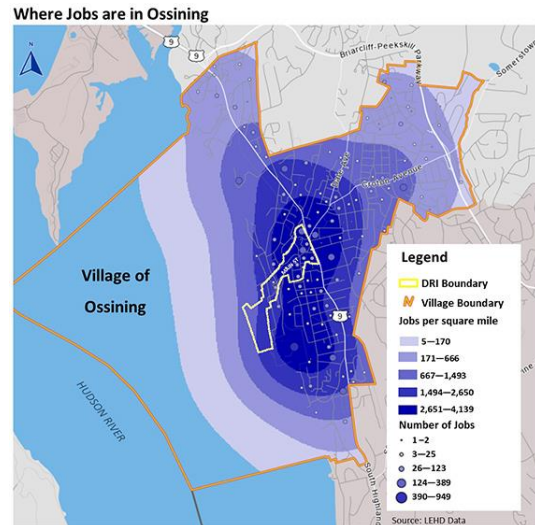 Where Jobs are in Ossining
N
9
9
Briarcliff-Peekskill Parkway
Somerstown
Croton-Avenue
Main St
Village of
Ossining
9
HUDSON RIVER
South Highland
Legend
DRI Boundary
Village Boundary
Jobs per square mile
5—170
171—666
667—1,493
1,494—2,650
2,651—4,139
Number of Jobs
1—2
3—25
26—123
124—389
390—949
Source: LEHD Data